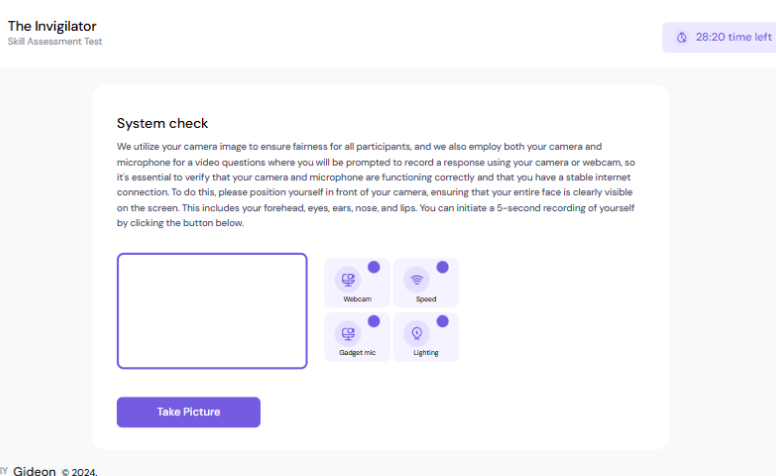 The Invigilator
Skill Assessment Test
28:20 time left
System check
We utilize your camera image to ensure fairness for all participants, and we also employ both your camera and
microphone for a video questions where you will be prompted to record a response using your camera or webcam, so
it's essential to verify that your camera and microphone are functioning correctly and that you have a stable internet
connection. To do this, please position yourself in front of your camera, ensuring that your entire face is clearly visible
on the screen. This includes your forehead, eyes, ears, nose, and lips. You can initiate a 5-second recording of yourself
by clicking the button below.
Webcam
Speed
Gadget mic
Lighting
Take Picture
BY Gideon © 2024.